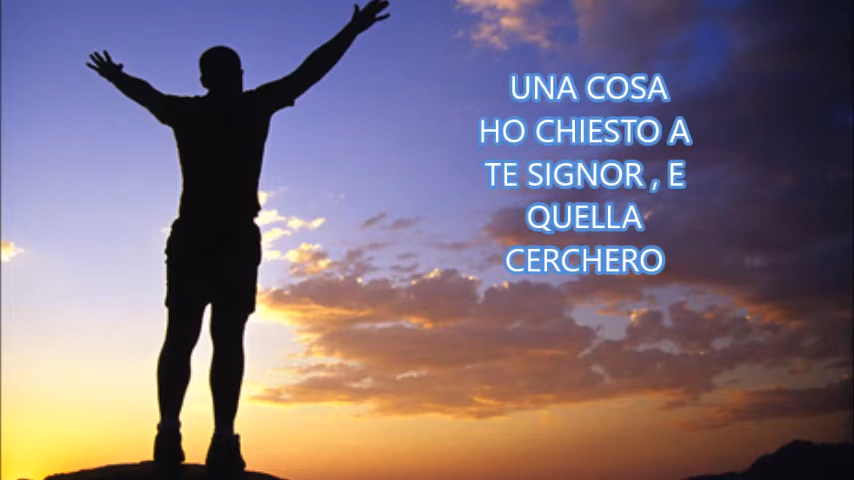 UNA COSA
HO CHIESTO A
TE SIGNOR , E
QUELLA
CERCHERO